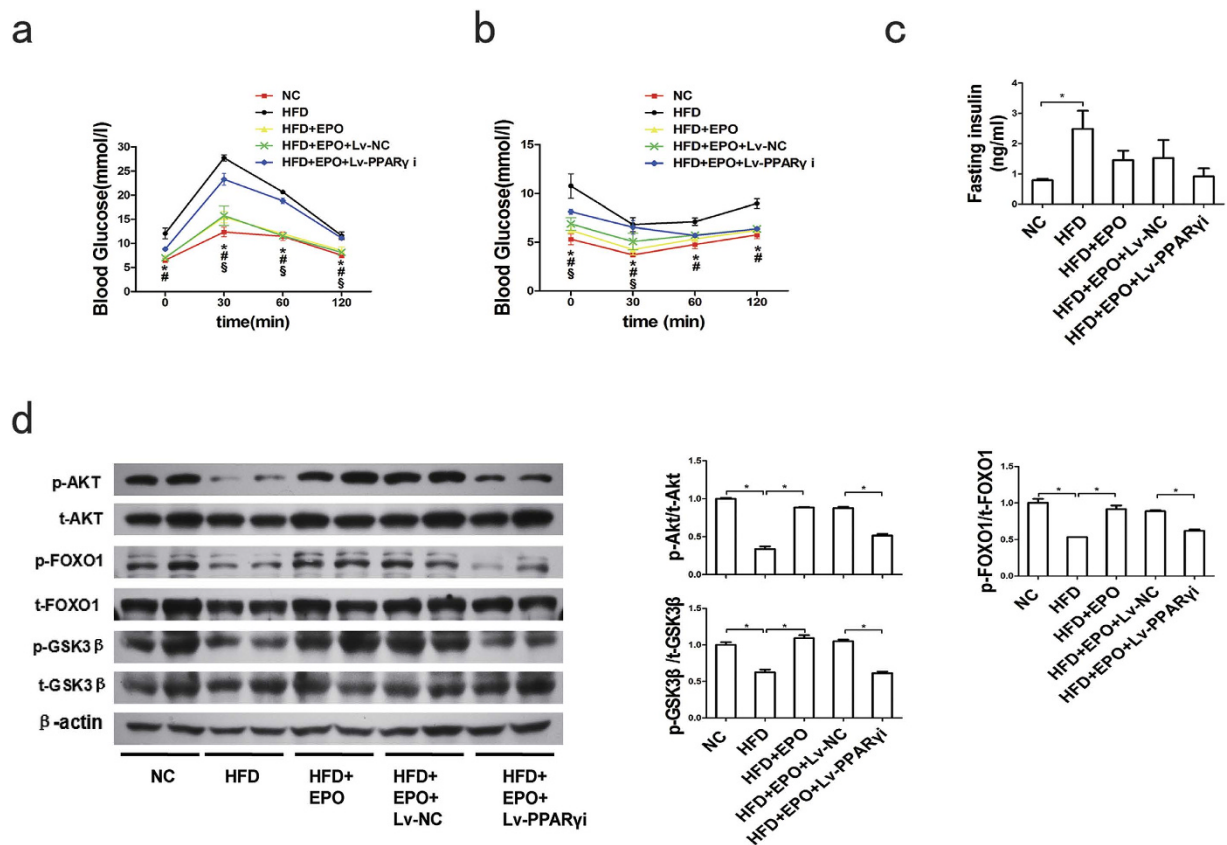 a
NC
HFD
HFD+EPO
HFD+EPO+Lv-NC
HFD+EPO+Lv-PPARγ i
Blood Glucose(mmol/l)
30
25
20
15
10
5
0
*
#
*
#
§
*
#
§
*
#
§
0 30 60 120
time(min)
b
NC
HFD
HFD+EPO
HFD+EPO+Lv-NC
HFD+EPO+Lv-PPARγ i
Blood Glucose(mmol/l)
15
10
5
0
*
#
§
*
#
§
*
#
*
#
0 30 60 120
time (min)
c
Fasting insulin
(ng/ml)
4
3
2
1
0
*
NC
HFD
HFD+EPO
HFD+EPO+Lv-NC
HFD+EPO+Lv-PPARγi
d
p-AKT
t-AKT
p-FOXO1
t-FOXO1
p-GSK3β
t-GSK3β
β-actin
NC
HFD
HFD+
EPO
HFD+
EPO+
Lv-NC
HFD+
EPO+
Lv-PPARγi
p-Akt/t-Akt
1.5
1.0
0.5
0.0
* * *
p-GSK3β /t-GSK3β
1.5
1.0
0.5
0.0
* * *
NC
HFD
HFD+EPO
HFD+EPO+Lv-NC
HFD+EPO+Lv-PPARγi
p-FOXO1/t-FOXO1
1.5
1.0
0.5
0.0
* * *
NC
HFD
HFD+EPO
HFD+EPO+Lv-NC
HFD+EPO+Lv-PPARγi